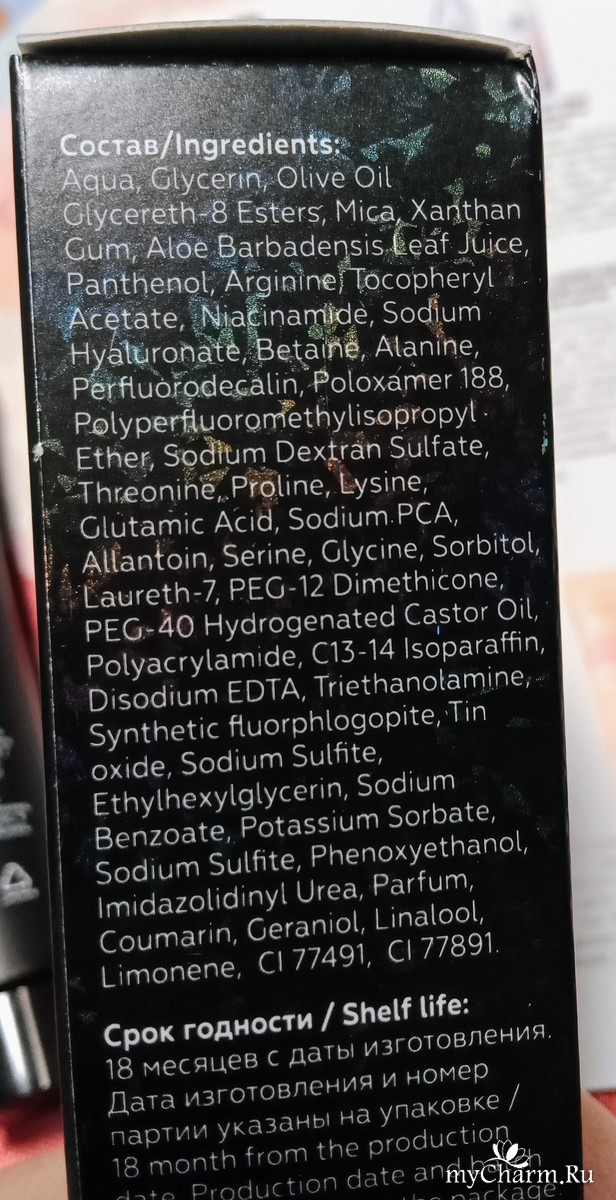 Состав/Ingredients:
Aqua, Glycerin, Olive Oil
Glycereth-8 Esters, Mica, Xanthan
Gum, Aloe Barbadensis Leaf Juice,
Panthenol, Arginine, Tocopheryl
Acetate, Niacinamide, Sodium
Hyaluronate, Betaine, Alanine,
Perfluorodecalin, Poloxamer 188,
Polyperfluoromethylisopropyl
Ether, Sodium Dextran Sulfate,
Threonine, Proline, Lysine,
Glutamic Acid, Sodium PCA,
Allantoin, Serine, Glycine, Sorbitol,
Laureth-7, PEG-12 Dimethicone,
PEG-40 Hydrogenated Castor Oil,
Polyacrylamide, C13-14 Isoparaffin,
Disodium EDTA, Triethanolamine,
Synthetic fluorphlogopite, Tin
oxide, Sodium Sulfite,
Ethylhexylglycerin, Sodium
Benzoate, Potassium Sorbate,
Sodium Sulfite, Phenoxyethanol,
Imidazolidinyl Urea, Parfum,
Coumarin, Geraniol, Linalool,
Limonene, CI 77491, CI 77891.
Срок годности / Shelf life:
18 месяцев с даты изготовления.
Дата изготовления и номер
партии указаны на упаковке /
18 month from the production
date. Production date and
myCharm.Ru